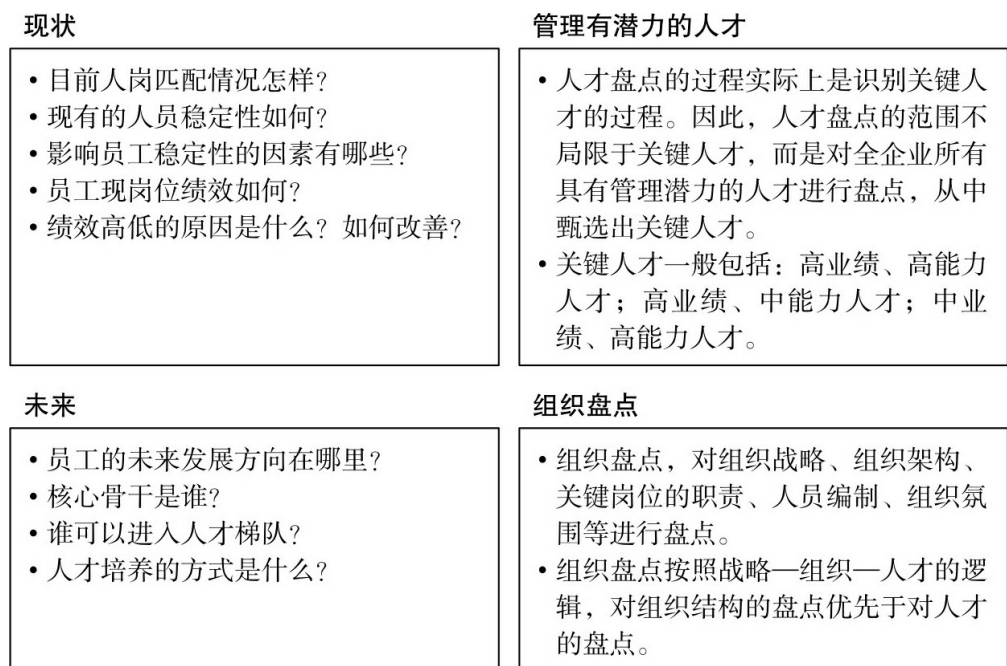 现状
• 目前人岗匹配情况怎样？
• 现有的人员稳定性如何？
• 影响员工稳定性的因素有哪些？
• 员工现岗位绩效如何？
• 绩效高低的原因是什么？如何改善？
管理有潜力的人才
• 人才盘点的过程实际上是识别关键人
才的过程。因此，人才盘点的范围不
局限于关键人才，而是对全企业所有
具有管理潜力的人才进行盘点，从中
甄选出关键人才。
• 关键人才一般包括：高业绩、高能力
人才；高业绩、中能力人才；中业
绩、高能力人才。
未来
• 员工的未来发展方向在哪里？
• 核心骨干是谁？
• 谁可以进入人才梯队？
• 人才培养的方式是什么？
组织盘点
• 组织盘点，对组织战略、组织架构、
关键岗位的职责、人员编制、组织氛
围等进行盘点。
• 组织盘点按照战略—组织—人才的逻
辑，对组织结构的盘点优先于对人才
的盘点。